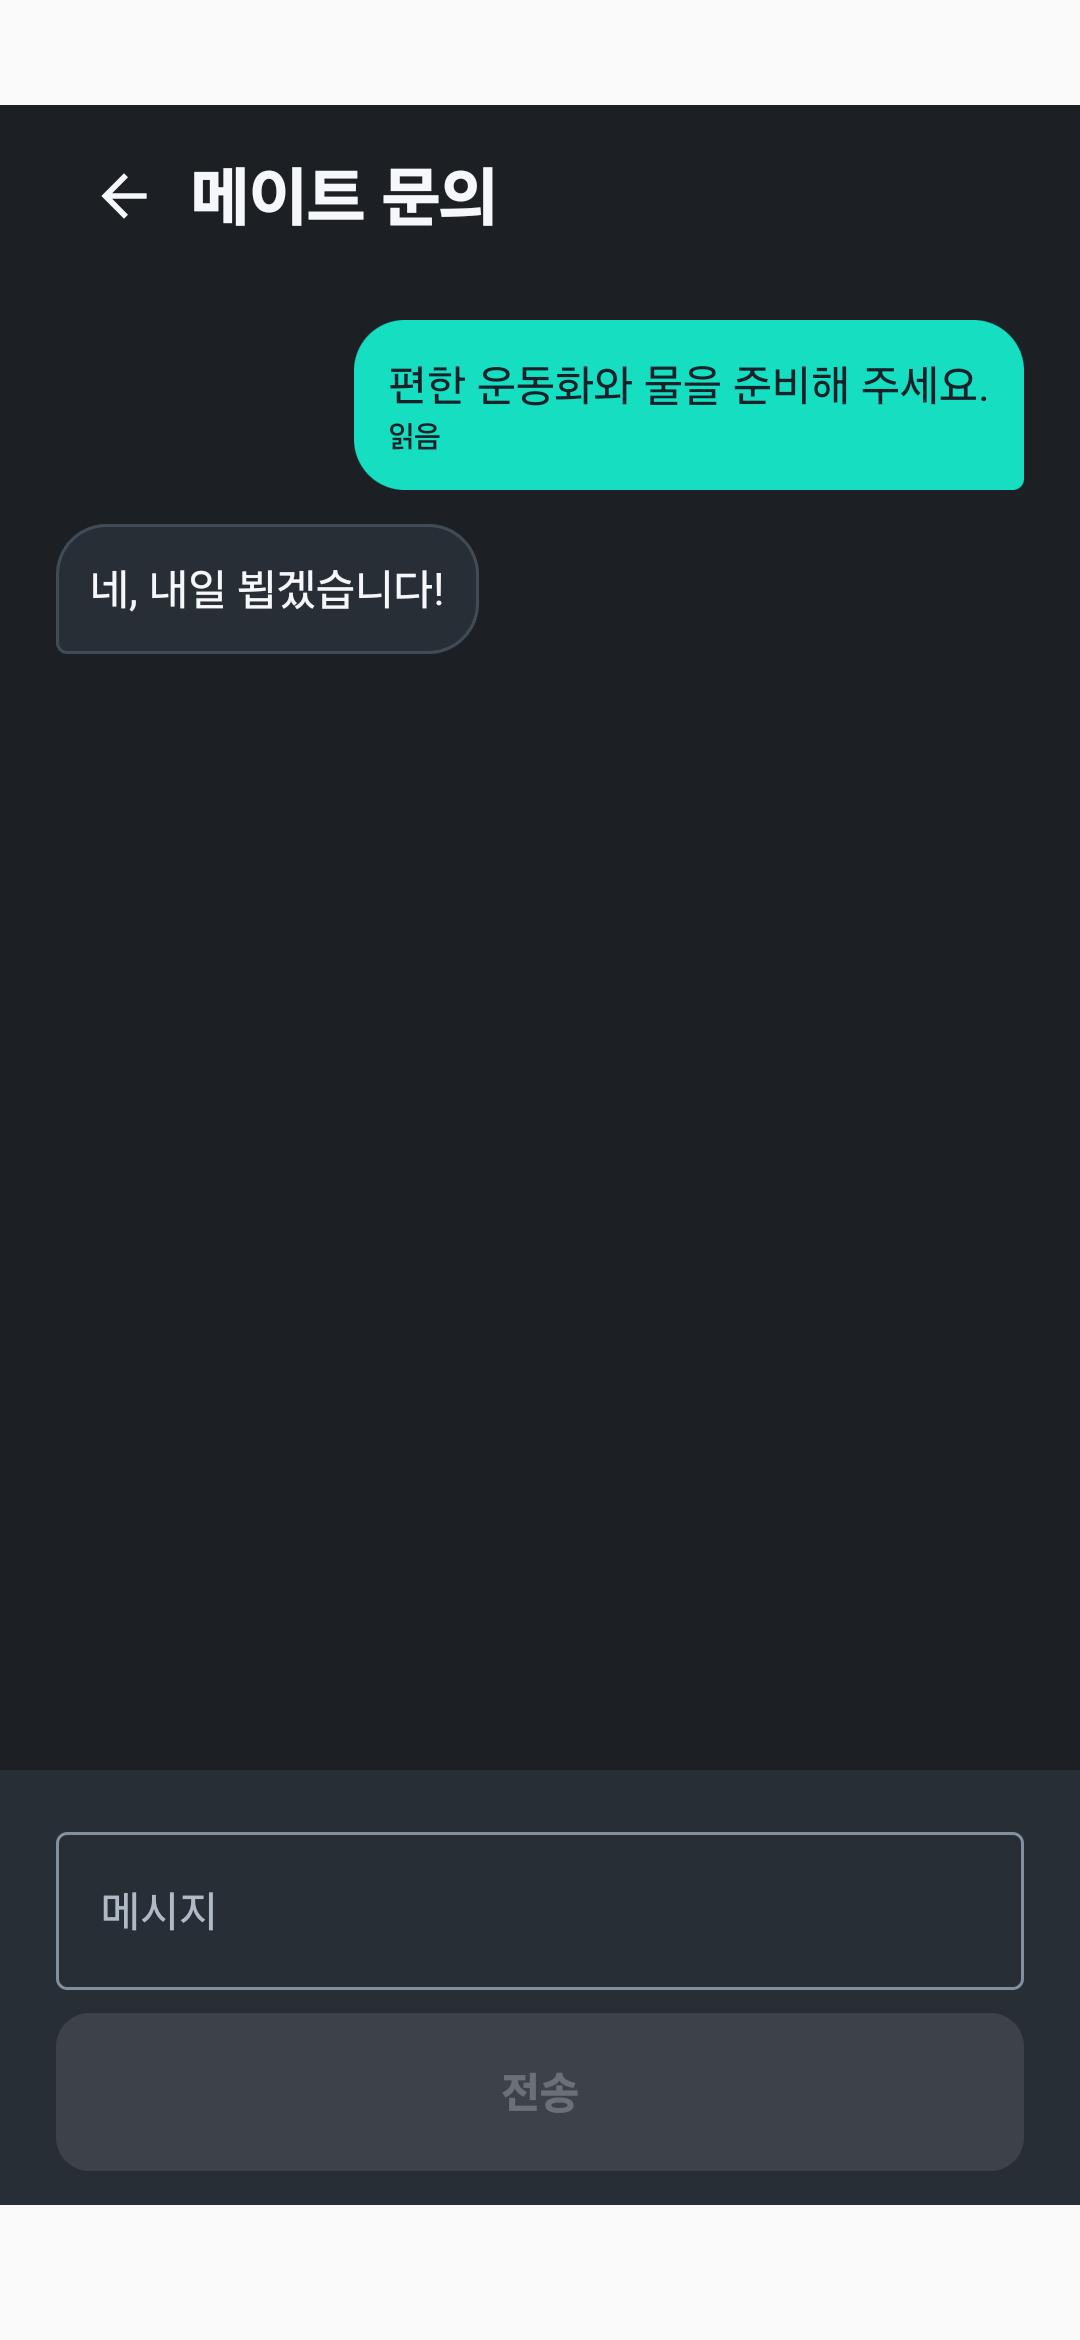 메이트 문의
편한 운동화와 물을 준비해 주세요.
읽음
네, 내일 뵙겠습니다!
메시지
전송